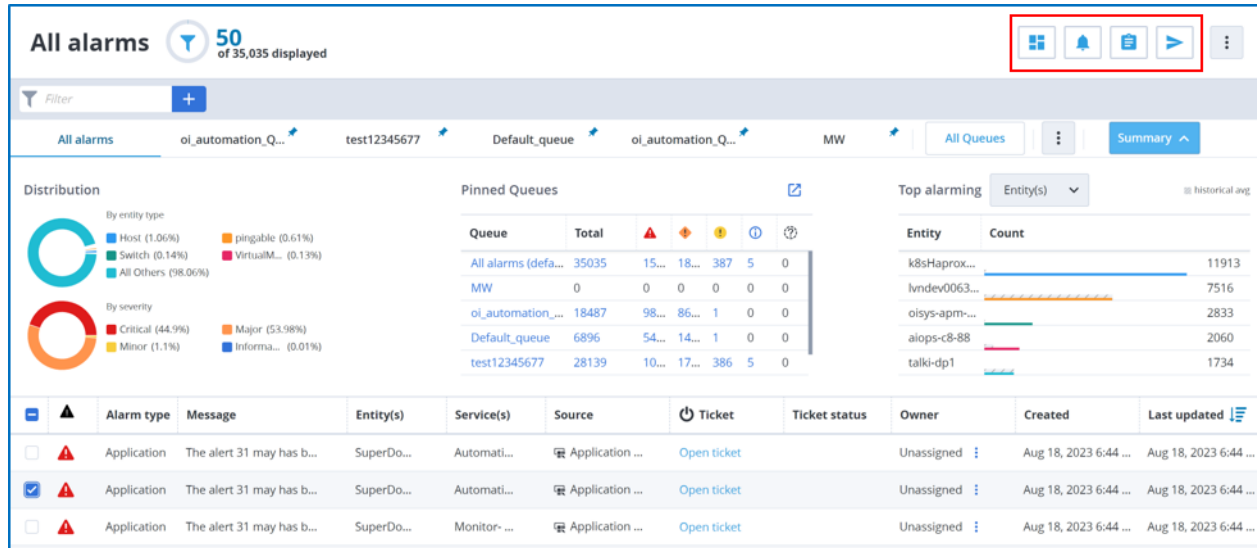 All alarms
50
of 35,035 displayed
Filter
All alarms oi_automation_Q... test12345677 Default_queue oi_automation_Q... MW All Queues Summary
Distribution
By entity type
Host (1.06%) pingable (0.61%)
Switch (0.14%) VirtualM... (0.13%)
All Others (98.06%)
By severity
Critical (44.9%) Major (53.98%)
Minor (1.1%) Informa... (0.01%)
Pinned Queues
Queue Total
All alarms (defa... 35035 15... 18... 387 5 0
MW 0 0 0 0 0 0
oi_automation_... 18487 98... 86... 1 0 0
Default_queue 6896 54... 14... 1 0 0
test12345677 28139 10... 17... 386 5 0
Top alarming Entity(s) historical avg
Entity Count
k8sHaprox... 11913
lvndev0063... 7516
oisys-apm-... 2833
aiops-c8-88 2060
talki-dp1 1734
Alarm type Message Entity(s) Service(s) Source Ticket Ticket status Owner Created Last updated
Application The alert 31 may has b... SuperDo... Automati... Application ... Open ticket Unassigned Aug 18, 2023 6:44 ... Aug 18, 2023 6:44 ...
Application The alert 31 may has b... SuperDo... Automati... Application ... Open ticket Unassigned Aug 18, 2023 6:44 ... Aug 18, 2023 6:44 ...
Application The alert 31 may has b... SuperDo... Monitor- ... Application ... Open ticket Unassigned Aug 18, 2023 6:44 ... Aug 18, 2023 6:44 ...